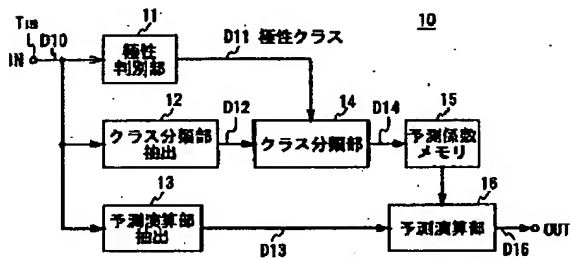 11
10
TIN
D10
IN
極性
判別部
D11 極性クラス
12
14
15
クラス分類部
抽出
D12
クラス分類部
D14
予測係数
メモリ
13
16
予測演算部
抽出
D13
予測演算部
D16
OUT